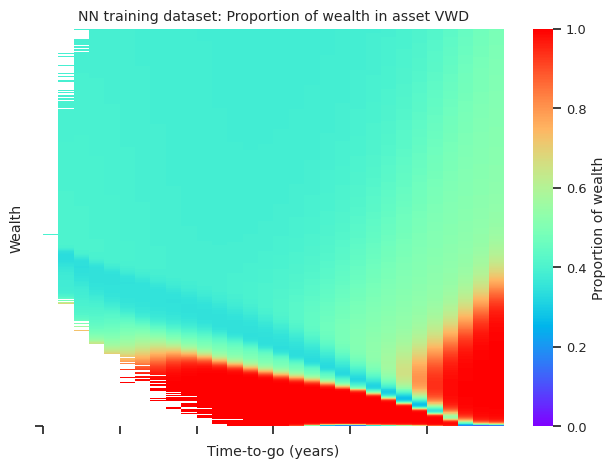 NN training dataset: Proportion of wealth in asset VWD
Wealth
Time-to-go (years)
1.0
0.8
0.6
0.4
0.2
0.0
Proportion of wealth